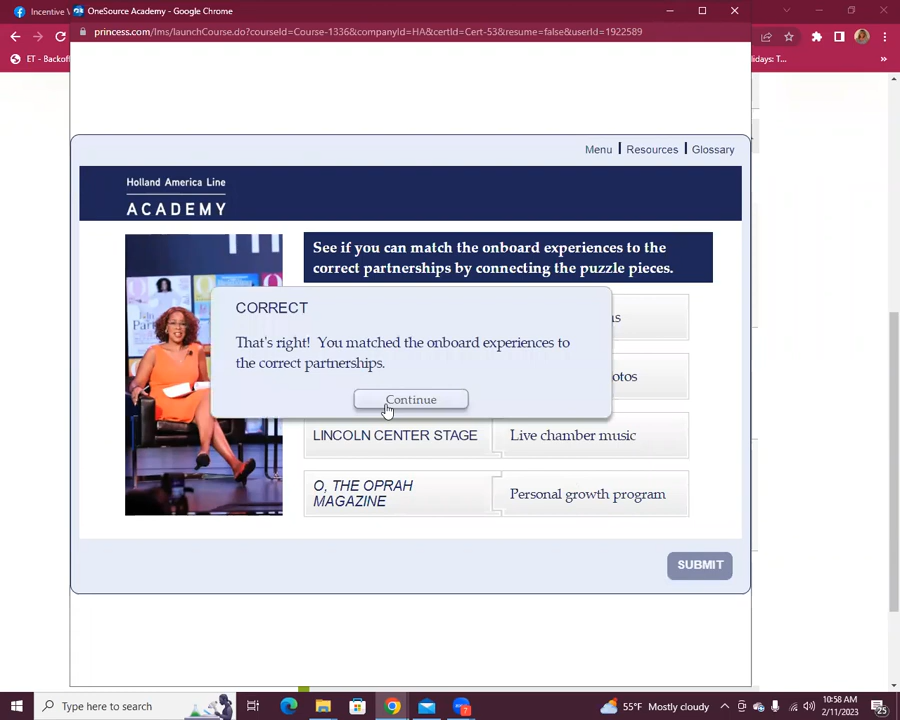 Incentive
OneSource Academy - Google Chrome
princess.com/lms/launchCourse.do?courseId=Course-1336&companyId=HA&certId=Cert-53&resume=false&userId=1922589
ET - Backof
lidays: T...
Menu | Resources | Glossary
Holland America Line
ACADEMY
See if you can match the onboard experiences to the
correct partnerships by connecting the puzzle pieces.
CORRECT
That's right! You matched the onboard experiences to
the correct partnerships.
Continue
LINCOLN CENTER STAGE
Live chamber music
O, THE OPRAH
MAGAZINE
Personal growth program
SUBMIT
Type here to search
55°F Mostly cloudy
10:58 AM
2/11/2023
25